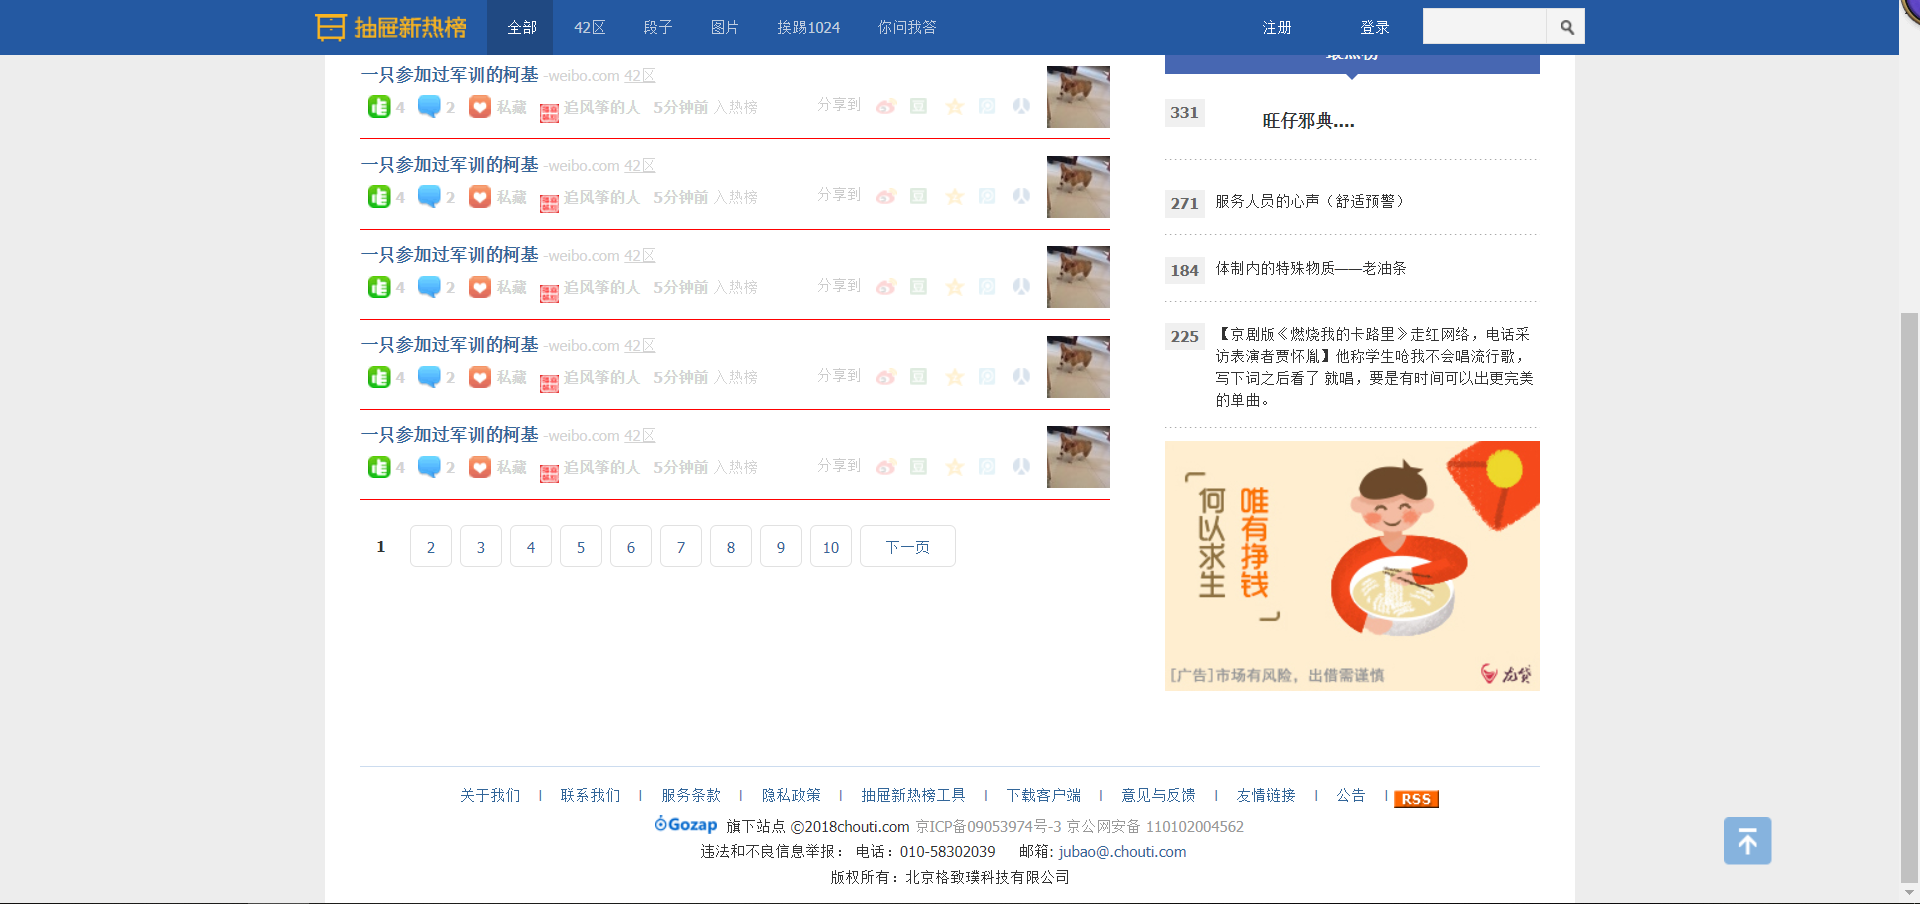 抽屉新热榜 全部 42区 段子 图片 挨踢1024 你问我答 注册 登录
一只参加过军训的柯基 -weibo.com 42区
4 2 私藏 追风筝的人 5分钟前 入热榜 分享到
一只参加过军训的柯基 -weibo.com 42区
4 2 私藏 追风筝的人 5分钟前 入热榜 分享到
一只参加过军训的柯基 -weibo.com 42区
4 2 私藏 追风筝的人 5分钟前 入热榜 分享到
一只参加过军训的柯基 -weibo.com 42区
4 2 私藏 追风筝的人 5分钟前 入热榜 分享到
一只参加过军训的柯基 -weibo.com 42区
4 2 私藏 追风筝的人 5分钟前 入热榜 分享到
1 2 3 4 5 6 7 8 9 10 下一页
331 旺仔邪典....
271 服务人员的心声（舒适预警）
184 体制内的特殊物质——老油条
225 【京剧版《燃烧我的卡路里》走红网络，电话采
访表演者贾怀胤】他称学生呛我不会唱流行歌，
写下词之后看了 就唱，要是有时间可以出更完美
的单曲。
唯有挣钱
何以求生
[广告]市场有风险，出借需谨慎 龙贷
关于我们 | 联系我们 | 服务条款 | 隐私政策 | 抽屉新热榜工具 | 下载客户端 | 意见与反馈 | 友情链接 | 公告 | RSS
Gozap 旗下站点 ©2018chouti.com 京ICP备09053974号-3 京公网安备 110102004562
违法和不良信息举报： 电话：010-58302039 邮箱: jubao@.chouti.com
版权所有：北京格致璞科技有限公司